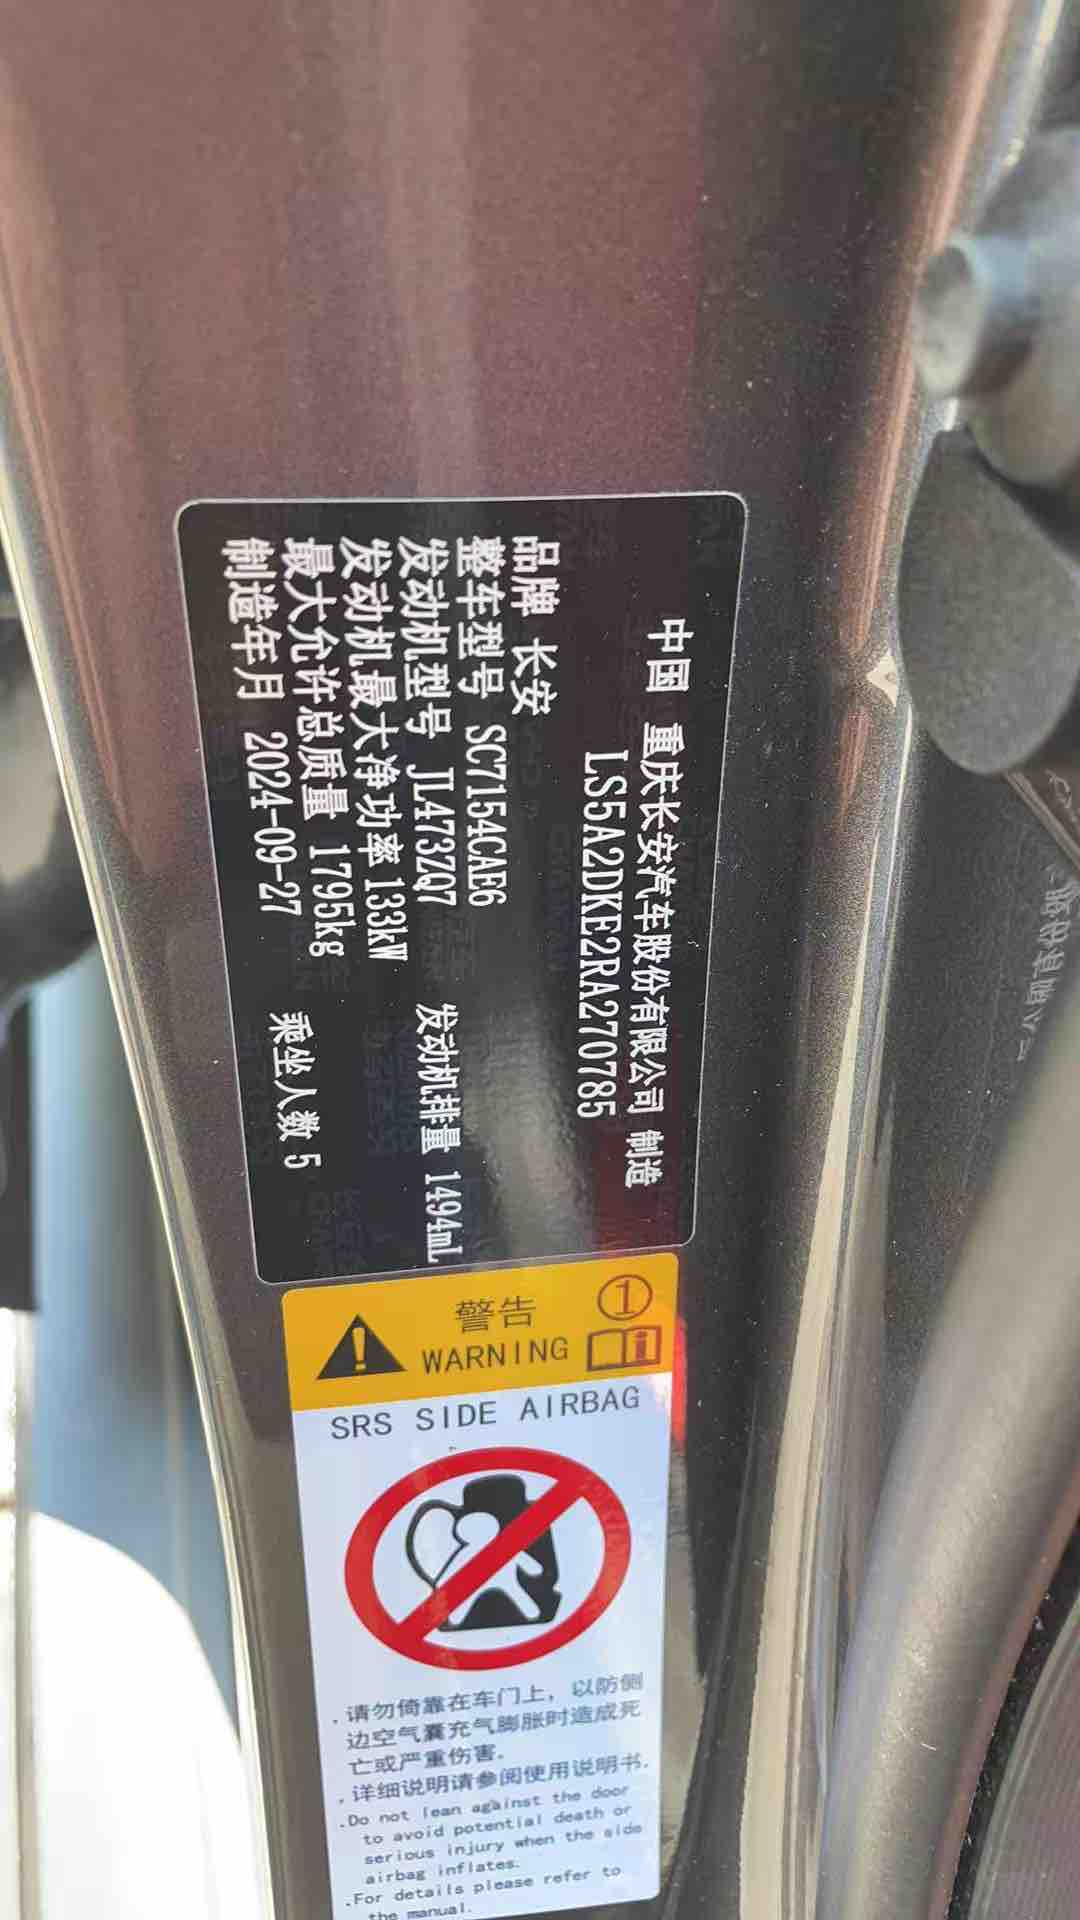 中国 重庆长安汽车股份有限公司 制造
LS5A2DKE2RA270785
品牌 长安
整车型号 SC7154CAE6
发动机型号 JL473ZQ7 发动机排量 1494mL
发动机最大净功率 133kW
最大允许总质量 1795kg 乘坐人数 5
制造年月 2024-09-27
警告 ①
WARNING
SRS SIDE AIRBAG
.请勿倚靠在车门上，以防侧
边空气囊充气膨胀时造成死
亡或严重伤害.
.详细说明请参阅使用说明书.
.Do not lean against the door
to avoid potential death or
serious injury when the side
airbag inflates.
.For details please refer to
the manual.